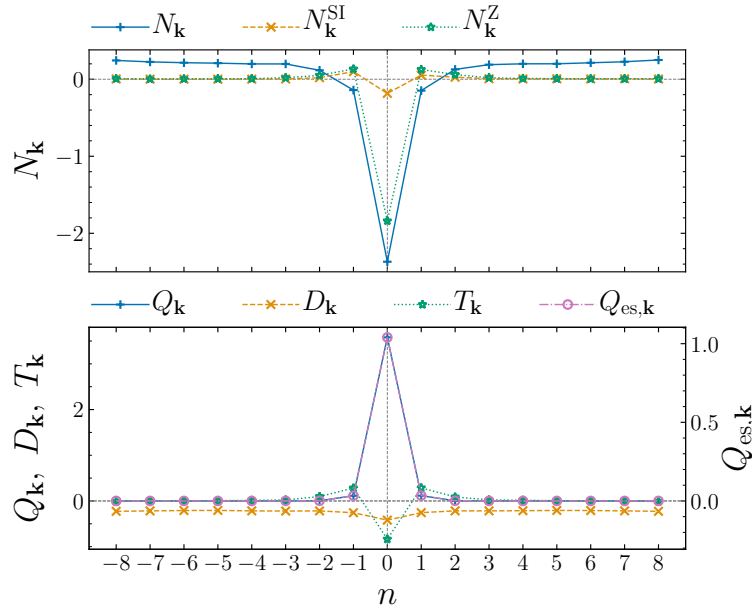 N_k N_k^SI N_k^Z
0
−1
−2
N_k
Q_k D_k T_k Q_es,k
2
0
1.0
0.5
0.0
Q_k, D_k, T_k
Q_es,k
−8 −7 −6 −5 −4 −3 −2 −1 0 1 2 3 4 5 6 7 8
n